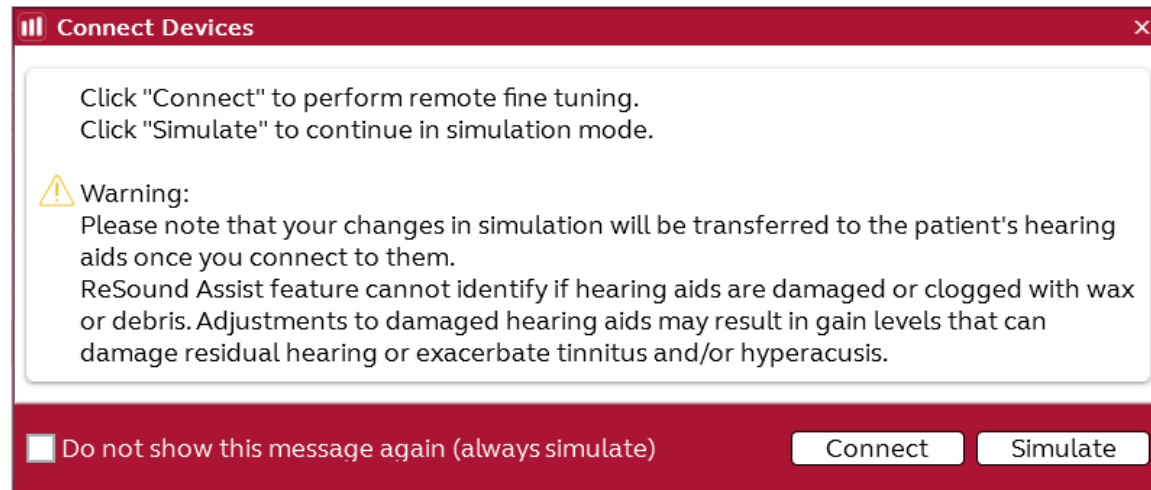 Connect Devices
Click "Connect" to perform remote fine tuning.
Click "Simulate" to continue in simulation mode.
Warning:
Please note that your changes in simulation will be transferred to the patient's hearing
aids once you connect to them.
ReSound Assist feature cannot identify if hearing aids are damaged or clogged with wax
or debris. Adjustments to damaged hearing aids may result in gain levels that can
damage residual hearing or exacerbate tinnitus and/or hyperacusis.
Do not show this message again (always simulate)
Connect
Simulate